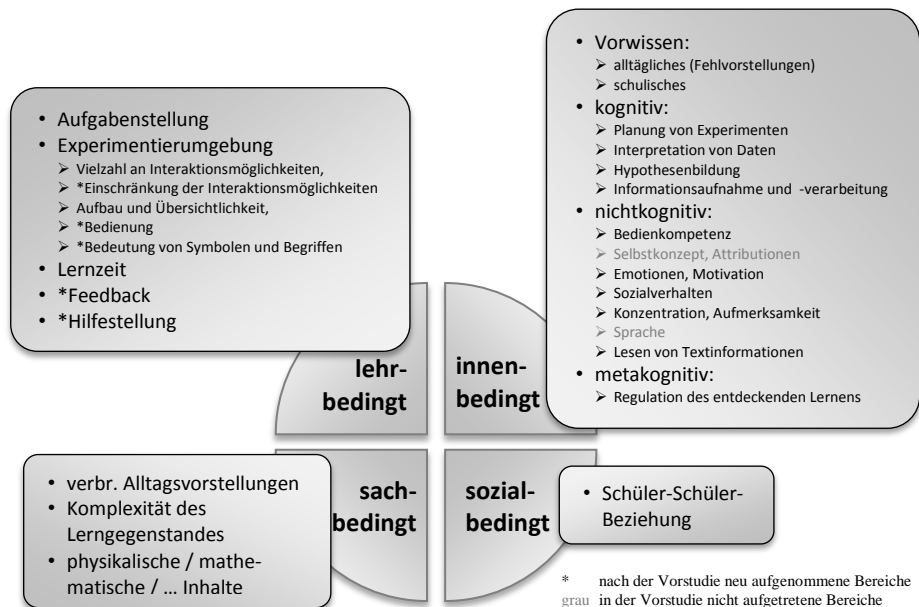 • Aufgabenstellung
• Experimentierumgebung
➢ Vielzahl an Interaktionsmöglichkeiten,
➢ *Einschränkung der Interaktionsmöglichkeiten
➢ Aufbau und Übersichtlichkeit,
➢ *Bedienung
➢ *Bedeutung von Symbolen und Begriffen
• Lernzeit
• *Feedback
• *Hilfestellung
lehr-
bedingt
• Vorwissen:
➢ alltägliches (Fehlvorstellungen)
➢ schulisches
• kognitiv:
➢ Planung von Experimenten
➢ Interpretation von Daten
➢ Hypothesenbildung
➢ Informationsaufnahme und -verarbeitung
• nichtkognitiv:
➢ Bedienkompetenz
➢ Selbstkonzept, Attributionen
➢ Emotionen, Motivation
➢ Sozialverhalten
➢ Konzentration, Aufmerksamkeit
➢ Sprache
➢ Lesen von Textinformationen
• metakognitiv:
➢ Regulation des entdeckenden Lernens
innen-
bedingt
• verbr. Alltagsvorstellungen
• Komplexität des
Lerngegenstandes
• physikalische / mathe-
matische / ... Inhalte
sach-
bedingt
sozial-
bedingt
• Schüler-Schüler-
Beziehung
* nach der Vorstudie neu aufgenommene Bereiche
grau in der Vorstudie nicht aufgetretene Bereiche